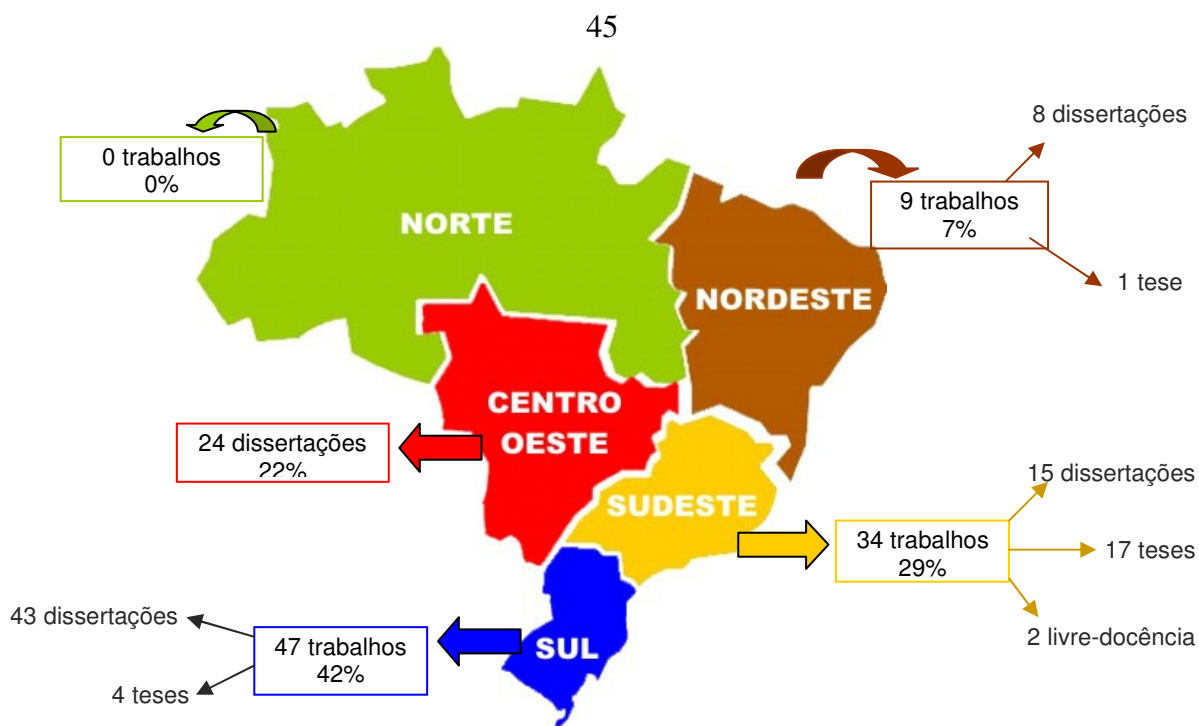 45
0 trabalhos
0%
8 dissertações
9 trabalhos
7%
1 tese
NORTE
NORDESTE
CENTRO
OESTE
24 dissertações
22%
SUDESTE
15 dissertações
34 trabalhos
29%
17 teses
2 livre-docência
43 dissertações
47 trabalhos
42%
4 teses
SUL